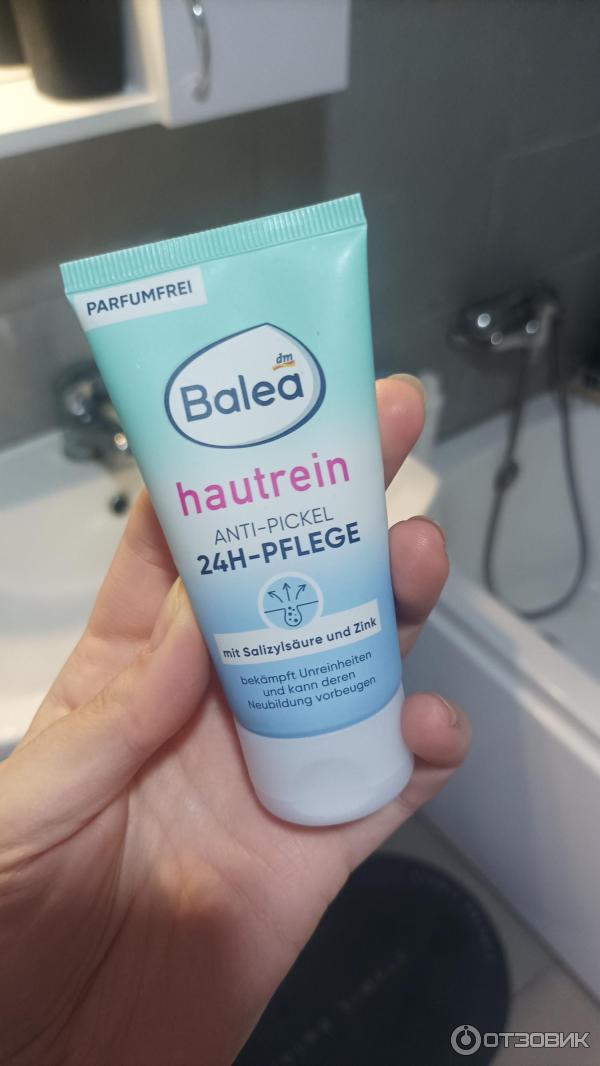 PARFUMFREI
dm
Balea
hautrein
ANTI-PICKEL
24H-PFLEGE
mit Salizylsäure und Zink
bekämpft Unreinheiten
und kann deren
Neubildung vorbeugen
ОТЗОВИК